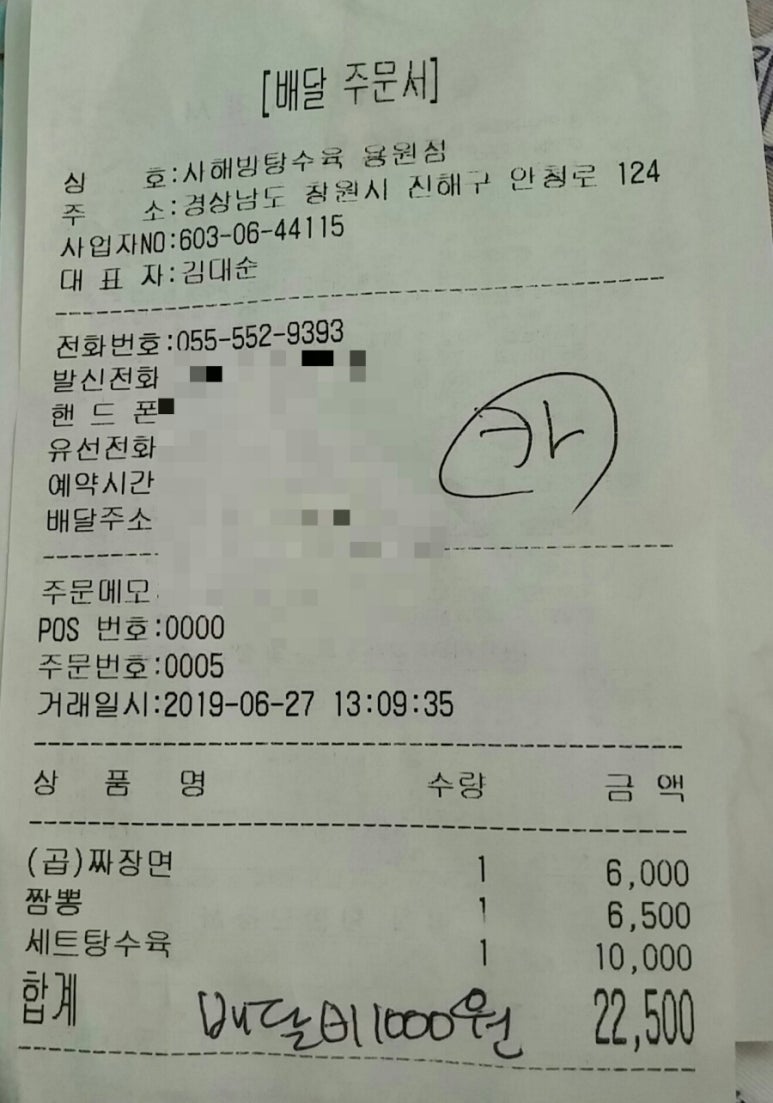 [배달 주문서]
상 호:사해방탕수육 용원점
주 소:경상남도 창원시 진해구 안청로 124
사업자NO:603-06-44115
대 표 자:김대순
전화번호:055-552-9393
발신전화
핸 드 폰
유선전화
예약시간
배달주소
카
주문메모
POS 번호:0000
주문번호:0005
거래일시:2019-06-27 13:09:35
상 품 명 수량 금 액
(곱)짜장면 1 6,000
짬뽕 1 6,500
세트탕수육 1 10,000
합계 배달비1000원 22,500